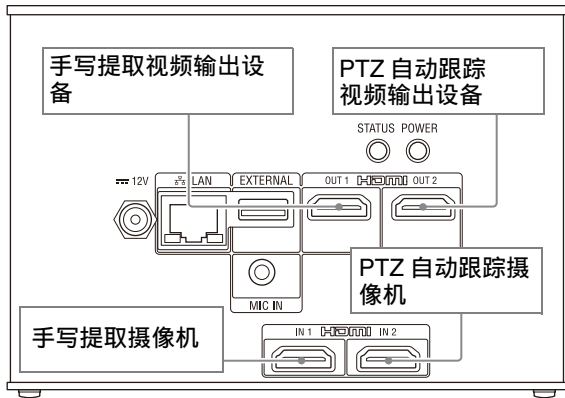 手写提取视频输出设
备
PTZ 自动跟踪
视频输出设备
STATUS POWER
12V
LAN
EXTERNAL
OUT 1 HDMI OUT 2
MIC IN
PTZ 自动跟踪摄
像机
手写提取摄像机
IN 1 HDMI IN 2